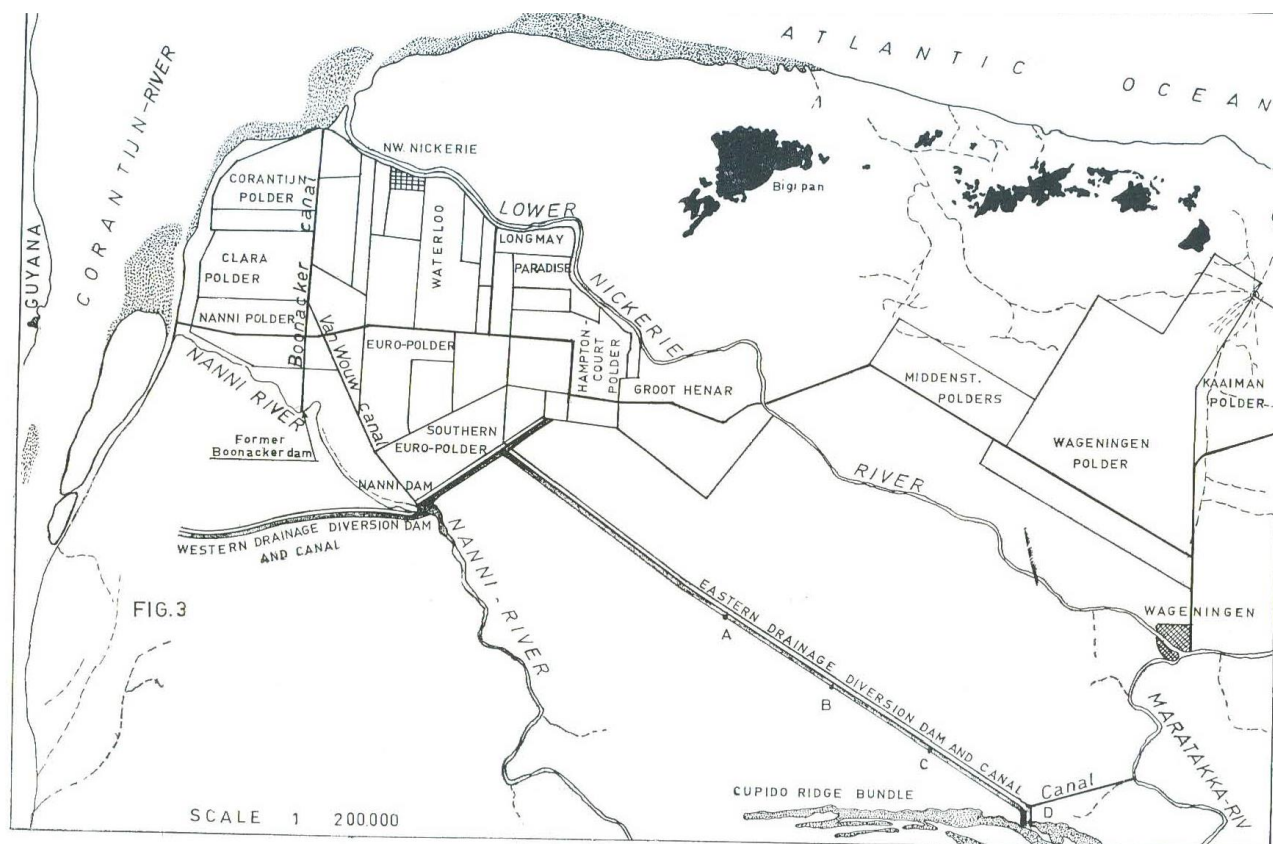 ATLANTIC OCEAN
CORANTIJN-RIVER
GUYANA
NW. NICKERIE
CORANTIJN
POLDER
Boonacker canal
WATERLOO
LOWER
NICKERIE
RIVER
Bigi pan
LONGMAY
PARADISE
CLARA
POLDER
NANNI POLDER
Van Wouw canal
EURO-POLDER
HAMPTON-
COURT
POLDER
GROOT HENAR
MIDDENST.
POLDERS
KAAIMAN
POLDER
WAGENINGEN
POLDER
NANNI RIVER
Former
Boonackerdam
SOUTHERN
EURO-POLDER
NANNI DAM
WESTERN DRAINAGE DIVERSION DAM
AND CANAL
NANNI-RIVER
FIG.3
EASTERN DRAINAGE DIVERSION DAM AND CANAL
A
B
C
D
WAGENINGEN
MARATAKKA-RIV
Canal
CUPIDO RIDGE BUNDLE
SCALE 1 200.000